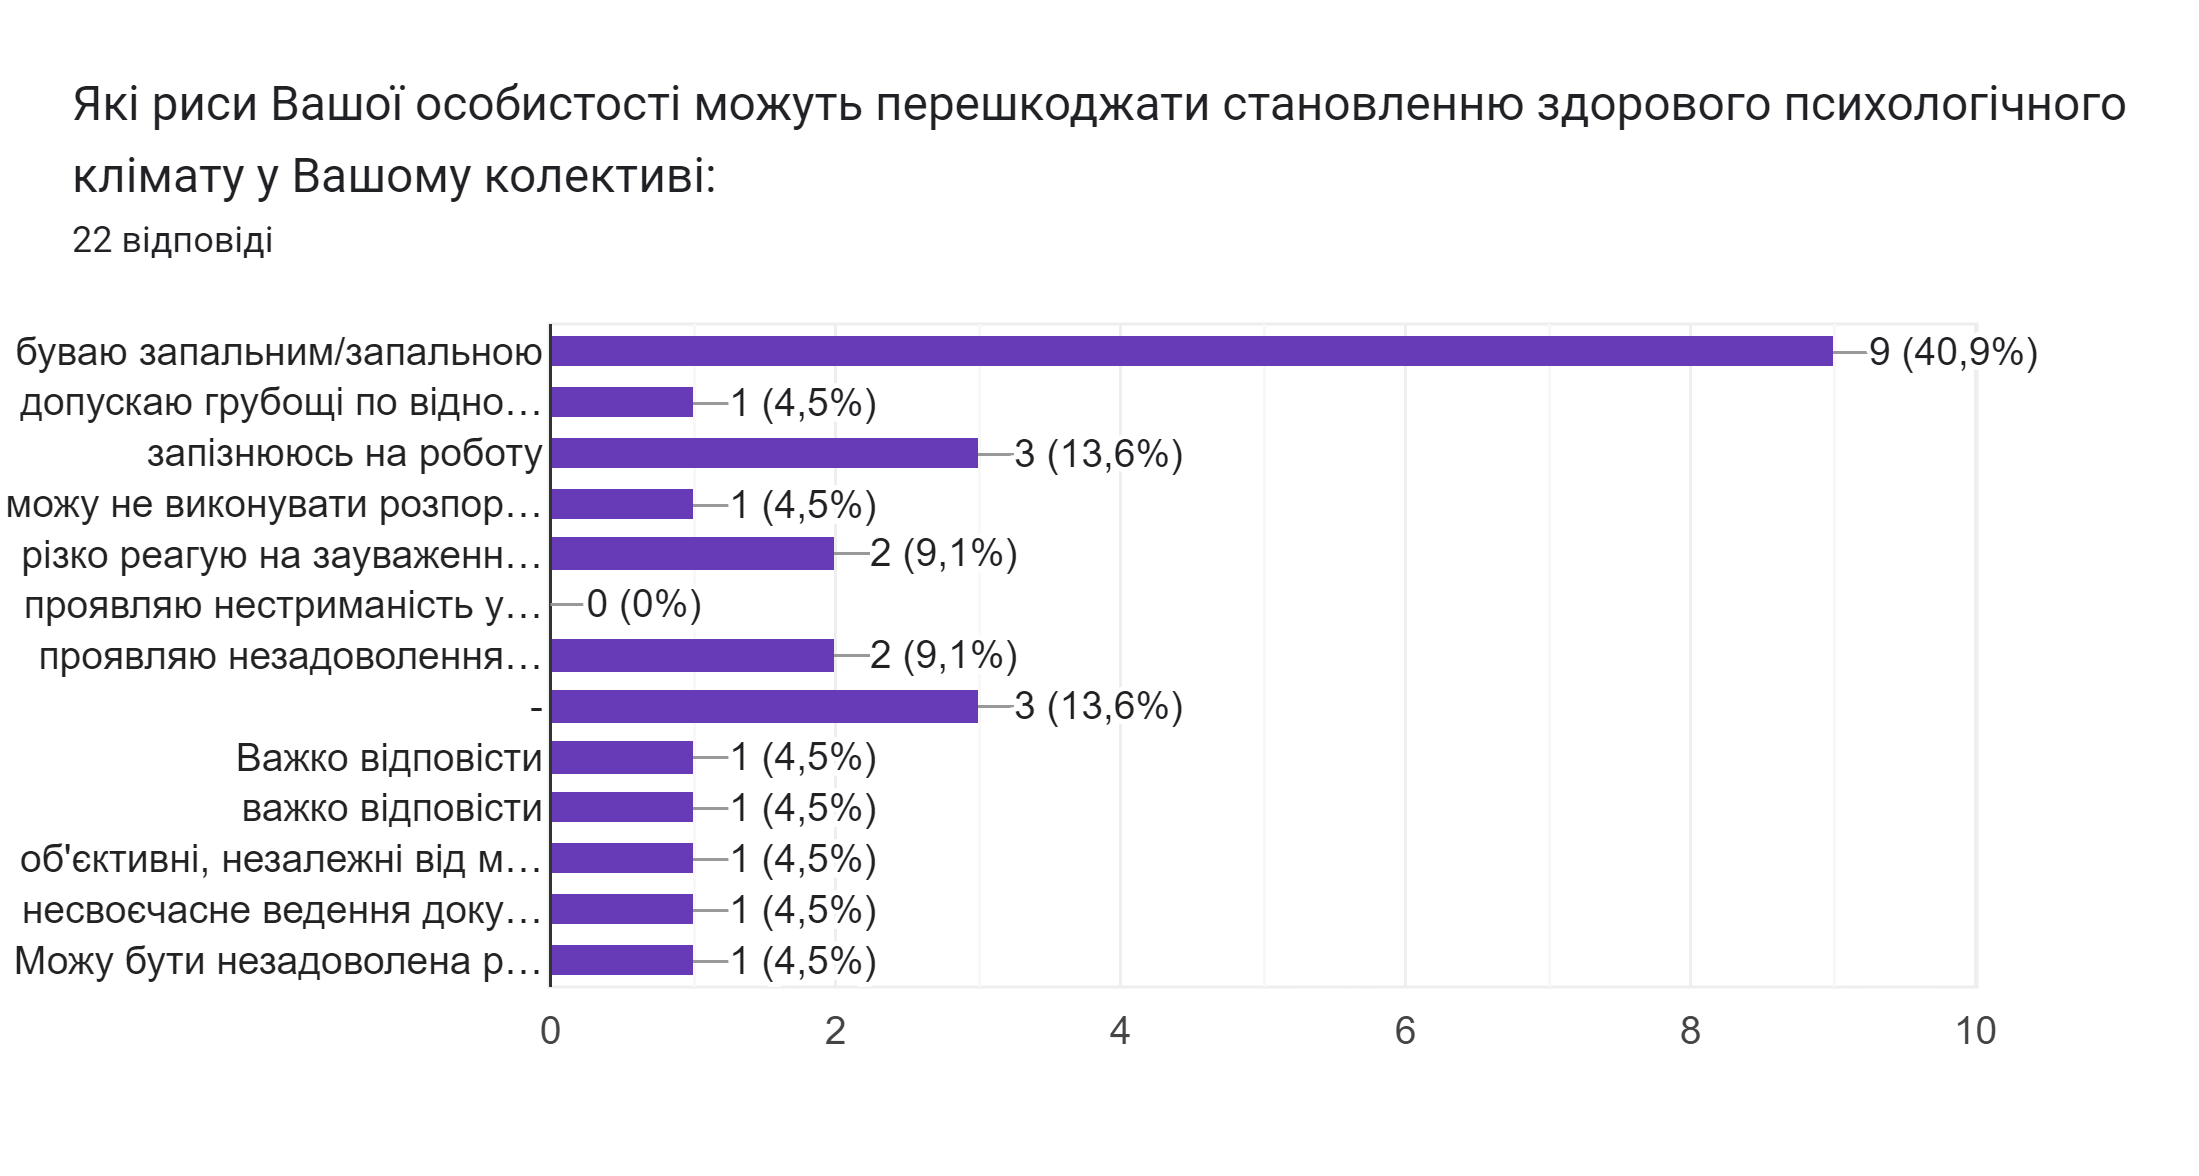 Які риси Вашої особистості можуть перешкоджати становленню здорового психологічного
клімату у Вашому колективі:
22 відповіді
буваю запальним/запальною 9 (40,9%)
допускаю грубощі по відно… 1 (4,5%)
запізнююсь на роботу 3 (13,6%)
можу не виконувати розпор… 1 (4,5%)
різко реагую на зауваженн… 2 (9,1%)
проявляю нестриманість у… 0 (0%)
проявляю незадоволення… 2 (9,1%)
- 3 (13,6%)
Важко відповісти 1 (4,5%)
важко відповісти 1 (4,5%)
об'єктивні, незалежні від м… 1 (4,5%)
несвоєчасне ведення доку… 1 (4,5%)
Можу бути незадоволена р… 1 (4,5%)
0 2 4 6 8 10